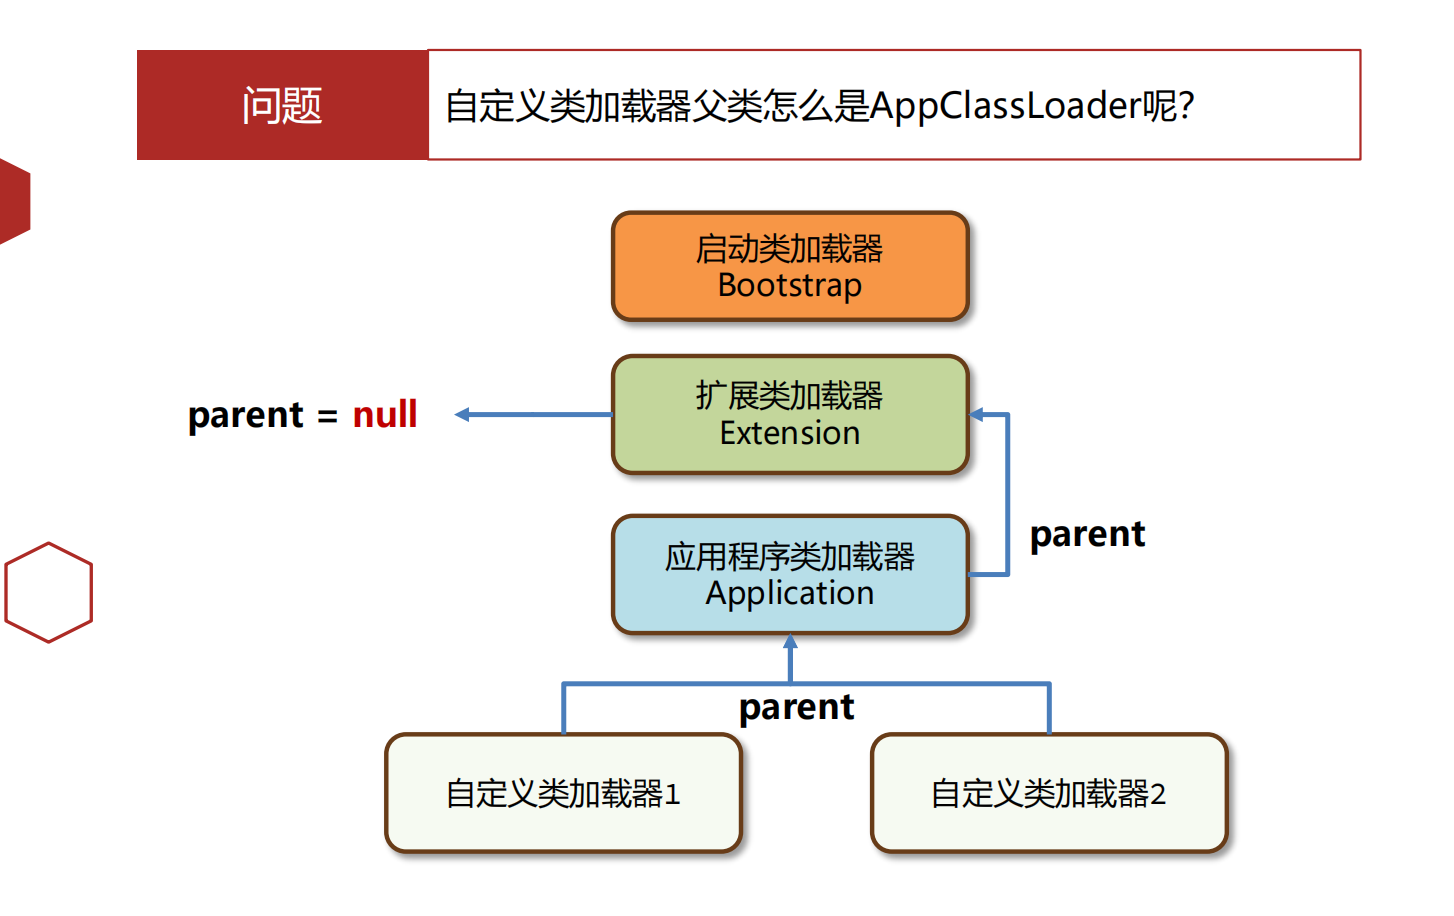 问题
自定义类加载器父类怎么是AppClassLoader呢?
启动类加载器
Bootstrap
扩展类加载器
Extension
parent = null
parent
应用程序类加载器
Application
parent
自定义类加载器1
自定义类加载器2